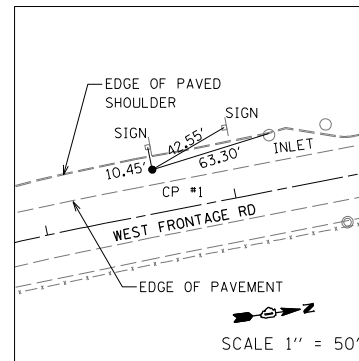 EDGE OF PAVED
SHOULDER
SIGN
SIGN
42.55'
63.30'
10.45'
INLET
CP #1
WEST FRONTAGE RD
EDGE OF PAVEMENT
N
SCALE 1" = 50'